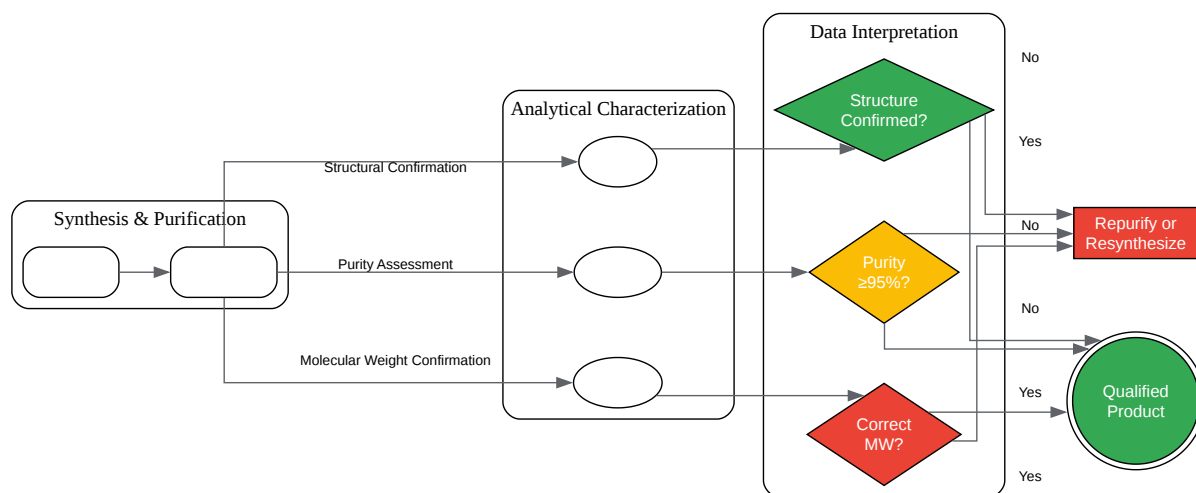 Data Interpretation
No
Structure
Confirmed?
Analytical Characterization
Yes
Structural Confirmation
Synthesis & Purification
Repurify or
Resynthesize
No
Purity Assessment
Purity
≥95%?
No
Molecular Weight Confirmation
Yes
Qualified
Product
Correct
MW?
Yes